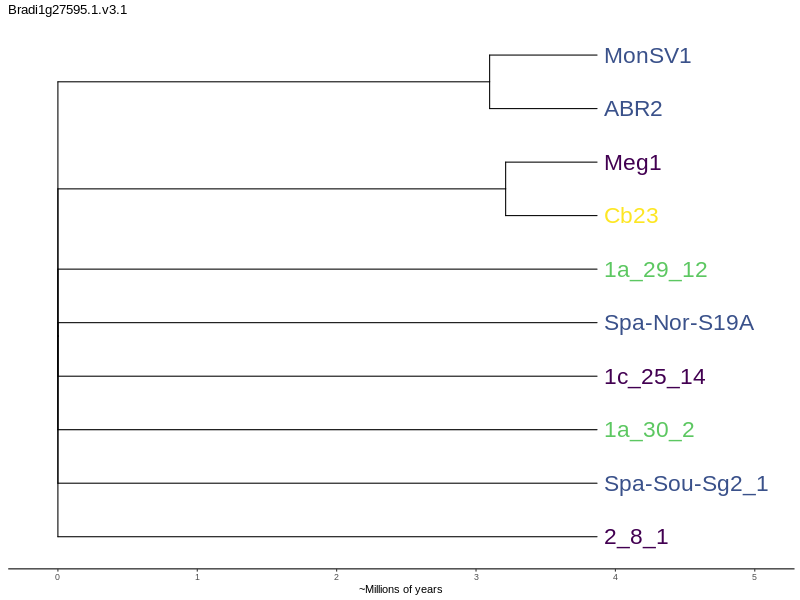 Bradi1g27595.1.v3.1
MonSV1
ABR2
Meg1
Cb23
1a_29_12
Spa-Nor-S19A
1c_25_14
1a_30_2
Spa-Sou-Sg2_1
2_8_1
0 1 2 3 4 5
~Millions of years